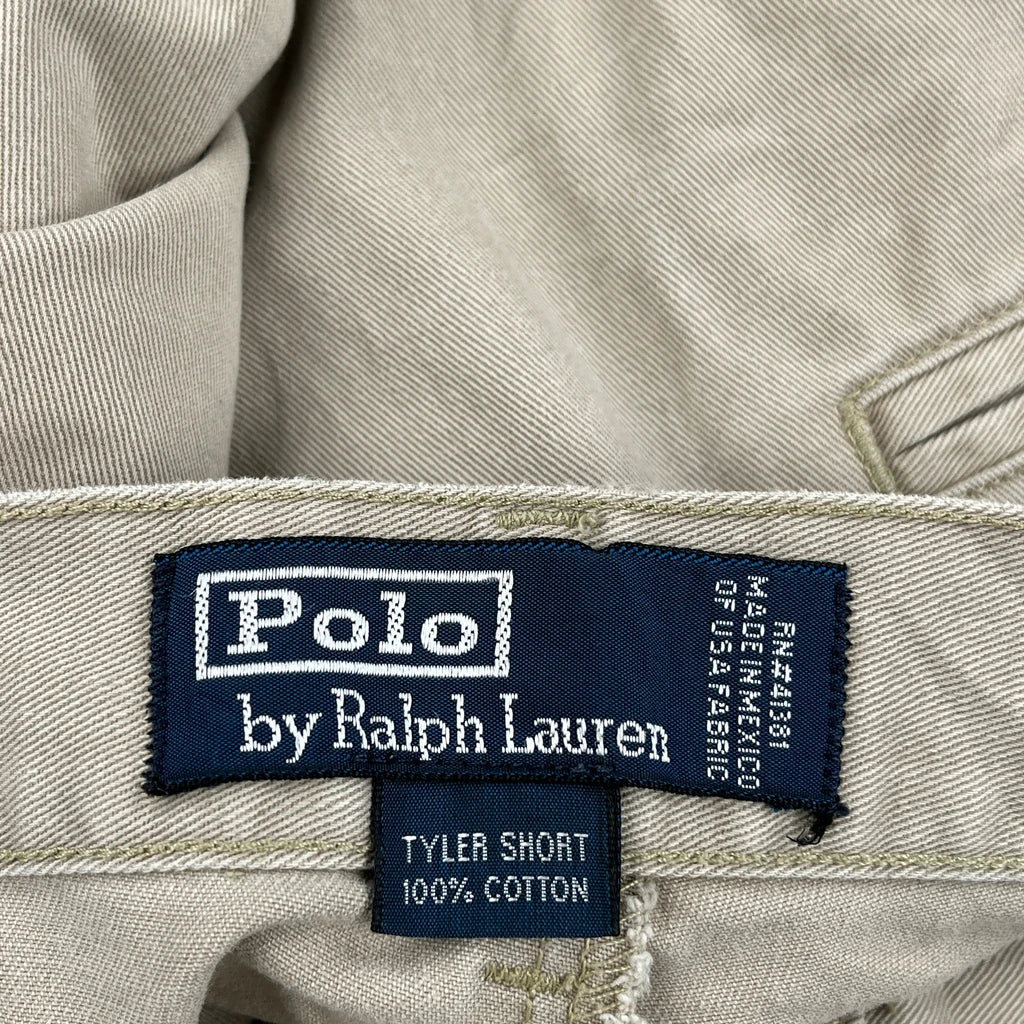 Polo
by Ralph Lauren
RN#41381
MADE IN MEXICO
OF USA FABRIC
TYLER SHORT
100% COTTON